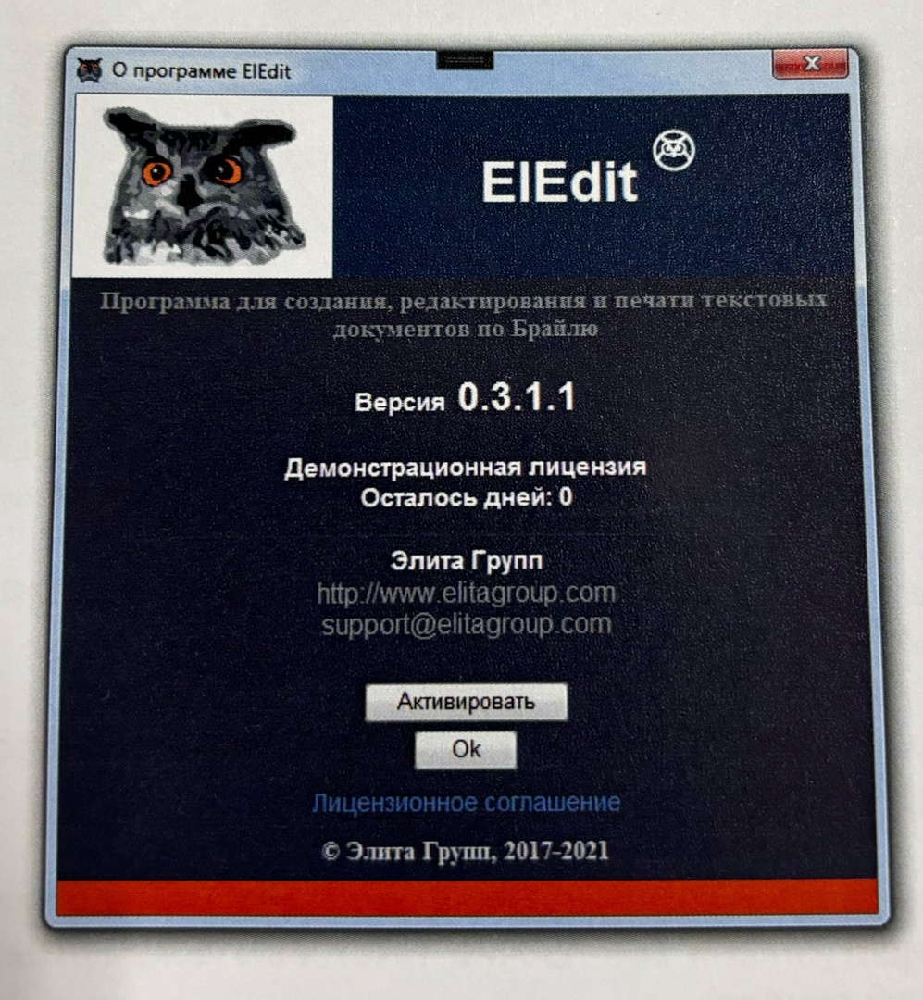 О программе ElEdit
ElEdit
Программа для создания, редактирования и печати текстовых
документов по Брайлю
Версия 0.3.1.1
Демонстрационная лицензия
Осталось дней: 0
Элита Групп
http://www.elitagroup.com
support@elitagroup.com
Активировать
Ok
Лицензионное соглашение
© Элита Групп, 2017-2021